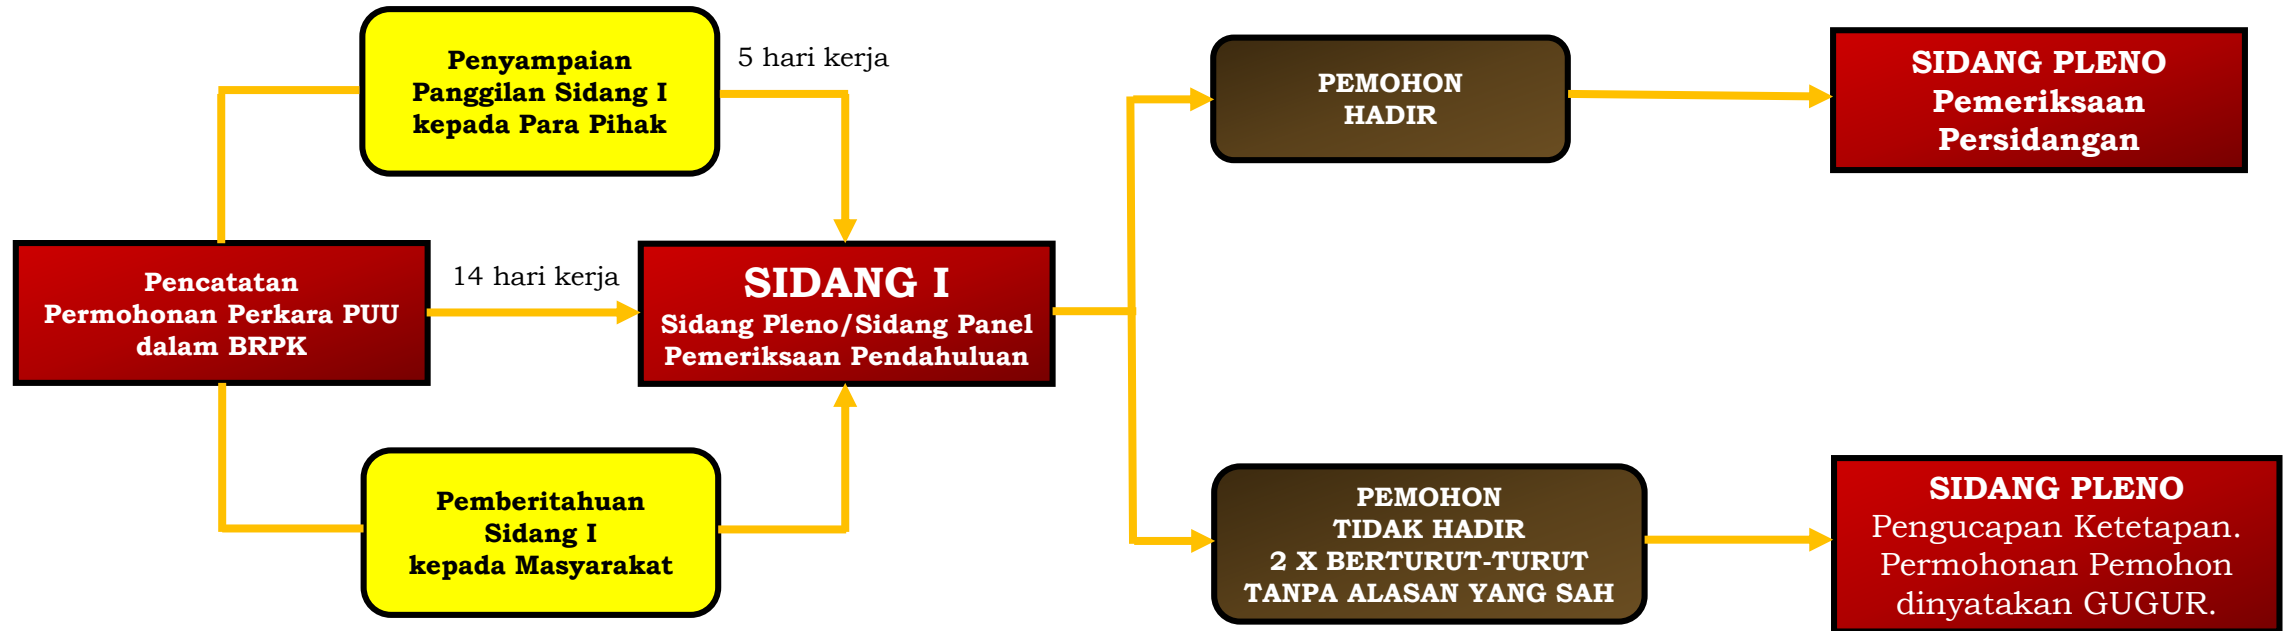 Penyampaian
Panggilan Sidang I
kepada Para Pihak
5 hari kerja
PEMOHON
HADIR
SIDANG PLENO
Pemeriksaan
Persidangan
Pencatatan
Permohonan Perkara PUU
dalam BRPK
14 hari kerja
SIDANG I
Sidang Pleno/Sidang Panel
Pemeriksaan Pendahuluan
Pemberitahuan
Sidang I
kepada Masyarakat
PEMOHON
TIDAK HADIR
2 X BERTURUT-TURUT
TANPA ALASAN YANG SAH
SIDANG PLENO
Pengucapan Ketetapan.
Permohonan Pemohon
dinyatakan GUGUR.